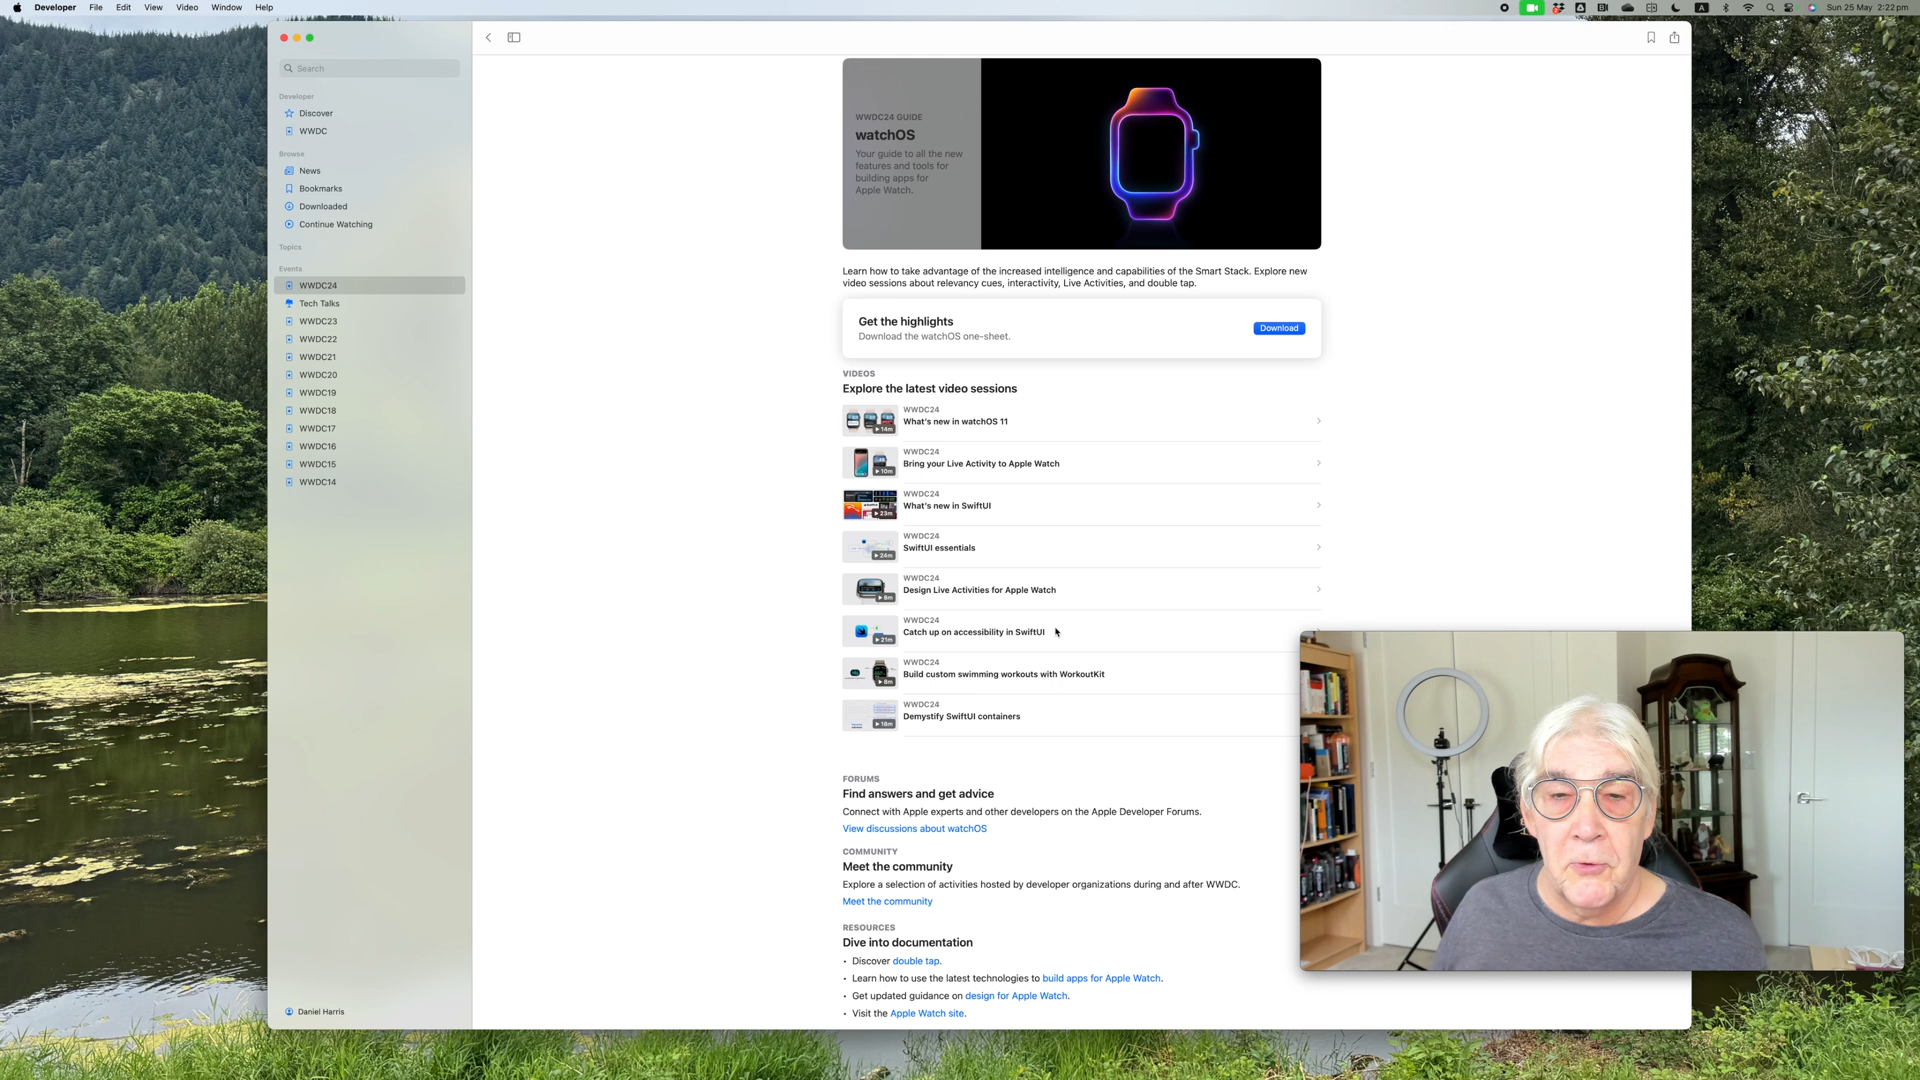 Developer File Edit View Video Window Help
Sun 25 May 2:22 pm
Search
Developer
Discover
WWDC
Browse
News
Bookmarks
Downloaded
Continue Watching
Topics
Events
WWDC24
Tech Talks
WWDC23
WWDC22
WWDC21
WWDC20
WWDC19
WWDC18
WWDC17
WWDC16
WWDC15
WWDC14
Daniel Harris
WWDC24 GUIDE
watchOS
Your guide to all the new
features and tools for
building apps for
Apple Watch.
Learn how to take advantage of the increased intelligence and capabilities of the Smart Stack. Explore new
video sessions about relevancy cues, interactivity, Live Activities, and double tap.
Get the highlights
Download the watchOS one-sheet.
Download
VIDEOS
Explore the latest video sessions
WWDC24
What's new in watchOS 11
14m
WWDC24
Bring your Live Activity to Apple Watch
10m
WWDC24
What's new in SwiftUI
23m
WWDC24
SwiftUI essentials
24m
WWDC24
Design Live Activities for Apple Watch
6m
WWDC24
Catch up on accessibility in SwiftUI
21m
WWDC24
Build custom swimming workouts with WorkoutKit
8m
WWDC24
Demystify SwiftUI containers
18m
FORUMS
Find answers and get advice
Connect with Apple experts and other developers on the Apple Developer Forums.
View discussions about watchOS
COMMUNITY
Meet the community
Explore a selection of activities hosted by developer organizations during and after WWDC.
Meet the community
RESOURCES
Dive into documentation
• Discover double tap.
• Learn how to use the latest technologies to build apps for Apple Watch.
• Get updated guidance on design for Apple Watch.
• Visit the Apple Watch site.